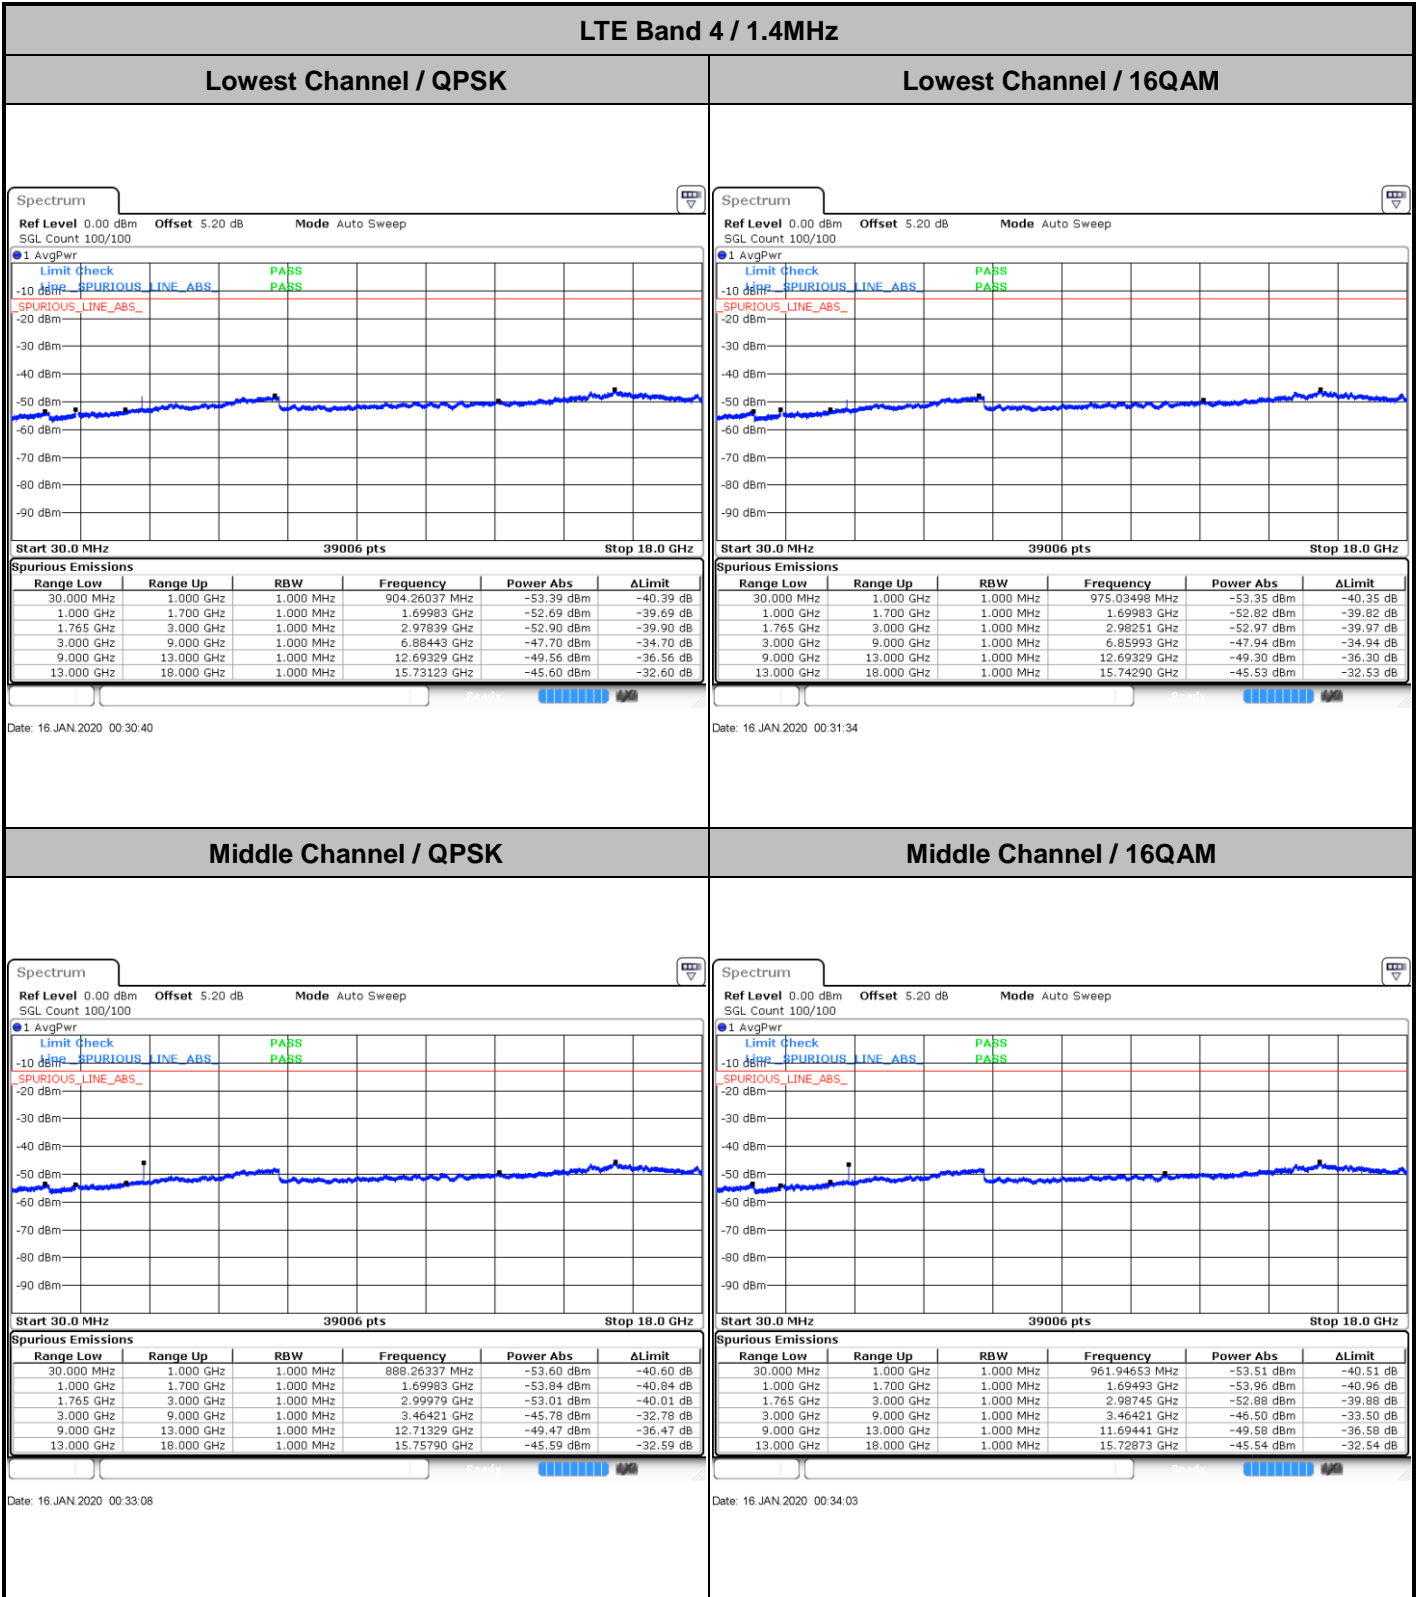 LTE Band 4 / 1.4MHz
Lowest Channel / QPSK
Lowest Channel / 16QAM
Spectrum
Ref Level 0.00 dBm Offset 5.20 dB Mode Auto Sweep
SGL Count 100/100
1 AvgPwr
Limit Check PASS
Line _SPURIOUS_LINE_ABS_ PASS
-10 dBm
_SPURIOUS_LINE_ABS_
-20 dBm
-30 dBm
-40 dBm
-50 dBm
-60 dBm
-70 dBm
-80 dBm
-90 dBm
Start 30.0 MHz 39006 pts Stop 18.0 GHz
Spurious Emissions
Range Low Range Up RBW Frequency Power Abs ΔLimit
30.000 MHz 1.000 GHz 1.000 MHz 904.26037 MHz -53.39 dBm -40.39 dB
1.000 GHz 1.700 GHz 1.000 MHz 1.69983 GHz -52.69 dBm -39.69 dB
1.765 GHz 3.000 GHz 1.000 MHz 2.97839 GHz -52.90 dBm -39.90 dB
3.000 GHz 9.000 GHz 1.000 MHz 6.88443 GHz -47.70 dBm -34.70 dB
9.000 GHz 13.000 GHz 1.000 MHz 12.69329 GHz -49.56 dBm -36.56 dB
13.000 GHz 18.000 GHz 1.000 MHz 15.73123 GHz -45.60 dBm -32.60 dB
Ready
Date: 16.JAN.2020 00:30:40
Spectrum
Ref Level 0.00 dBm Offset 5.20 dB Mode Auto Sweep
SGL Count 100/100
1 AvgPwr
Limit Check PASS
Line _SPURIOUS_LINE_ABS_ PASS
-10 dBm
_SPURIOUS_LINE_ABS_
-20 dBm
-30 dBm
-40 dBm
-50 dBm
-60 dBm
-70 dBm
-80 dBm
-90 dBm
Start 30.0 MHz 39006 pts Stop 18.0 GHz
Spurious Emissions
Range Low Range Up RBW Frequency Power Abs ΔLimit
30.000 MHz 1.000 GHz 1.000 MHz 975.03498 MHz -53.35 dBm -40.35 dB
1.000 GHz 1.700 GHz 1.000 MHz 1.69983 GHz -52.82 dBm -39.82 dB
1.765 GHz 3.000 GHz 1.000 MHz 2.98251 GHz -52.97 dBm -39.97 dB
3.000 GHz 9.000 GHz 1.000 MHz 6.85993 GHz -47.94 dBm -34.94 dB
9.000 GHz 13.000 GHz 1.000 MHz 12.69329 GHz -49.30 dBm -36.30 dB
13.000 GHz 18.000 GHz 1.000 MHz 15.74290 GHz -45.53 dBm -32.53 dB
Ready
Date: 16.JAN.2020 00:31:34
Middle Channel / QPSK
Middle Channel / 16QAM
Spectrum
Ref Level 0.00 dBm Offset 5.20 dB Mode Auto Sweep
SGL Count 100/100
1 AvgPwr
Limit Check PASS
Line _SPURIOUS_LINE_ABS_ PASS
-10 dBm
_SPURIOUS_LINE_ABS_
-20 dBm
-30 dBm
-40 dBm
-50 dBm
-60 dBm
-70 dBm
-80 dBm
-90 dBm
Start 30.0 MHz 39006 pts Stop 18.0 GHz
Spurious Emissions
Range Low Range Up RBW Frequency Power Abs ΔLimit
30.000 MHz 1.000 GHz 1.000 MHz 888.26337 MHz -53.60 dBm -40.60 dB
1.000 GHz 1.700 GHz 1.000 MHz 1.69983 GHz -53.84 dBm -40.84 dB
1.765 GHz 3.000 GHz 1.000 MHz 2.99979 GHz -53.01 dBm -40.01 dB
3.000 GHz 9.000 GHz 1.000 MHz 3.46421 GHz -45.78 dBm -32.78 dB
9.000 GHz 13.000 GHz 1.000 MHz 12.71329 GHz -49.47 dBm -36.47 dB
13.000 GHz 18.000 GHz 1.000 MHz 15.75790 GHz -45.59 dBm -32.59 dB
Ready
Date: 16.JAN.2020 00:33:08
Spectrum
Ref Level 0.00 dBm Offset 5.20 dB Mode Auto Sweep
SGL Count 100/100
1 AvgPwr
Limit Check PASS
Line _SPURIOUS_LINE_ABS_ PASS
-10 dBm
_SPURIOUS_LINE_ABS_
-20 dBm
-30 dBm
-40 dBm
-50 dBm
-60 dBm
-70 dBm
-80 dBm
-90 dBm
Start 30.0 MHz 39006 pts Stop 18.0 GHz
Spurious Emissions
Range Low Range Up RBW Frequency Power Abs ΔLimit
30.000 MHz 1.000 GHz 1.000 MHz 961.94653 MHz -53.51 dBm -40.51 dB
1.000 GHz 1.700 GHz 1.000 MHz 1.69493 GHz -53.96 dBm -40.96 dB
1.765 GHz 3.000 GHz 1.000 MHz 2.98745 GHz -52.88 dBm -39.88 dB
3.000 GHz 9.000 GHz 1.000 MHz 3.46421 GHz -46.50 dBm -33.50 dB
9.000 GHz 13.000 GHz 1.000 MHz 11.69441 GHz -49.58 dBm -36.58 dB
13.000 GHz 18.000 GHz 1.000 MHz 15.72873 GHz -45.54 dBm -32.54 dB
Ready
Date: 16.JAN.2020 00:34:03